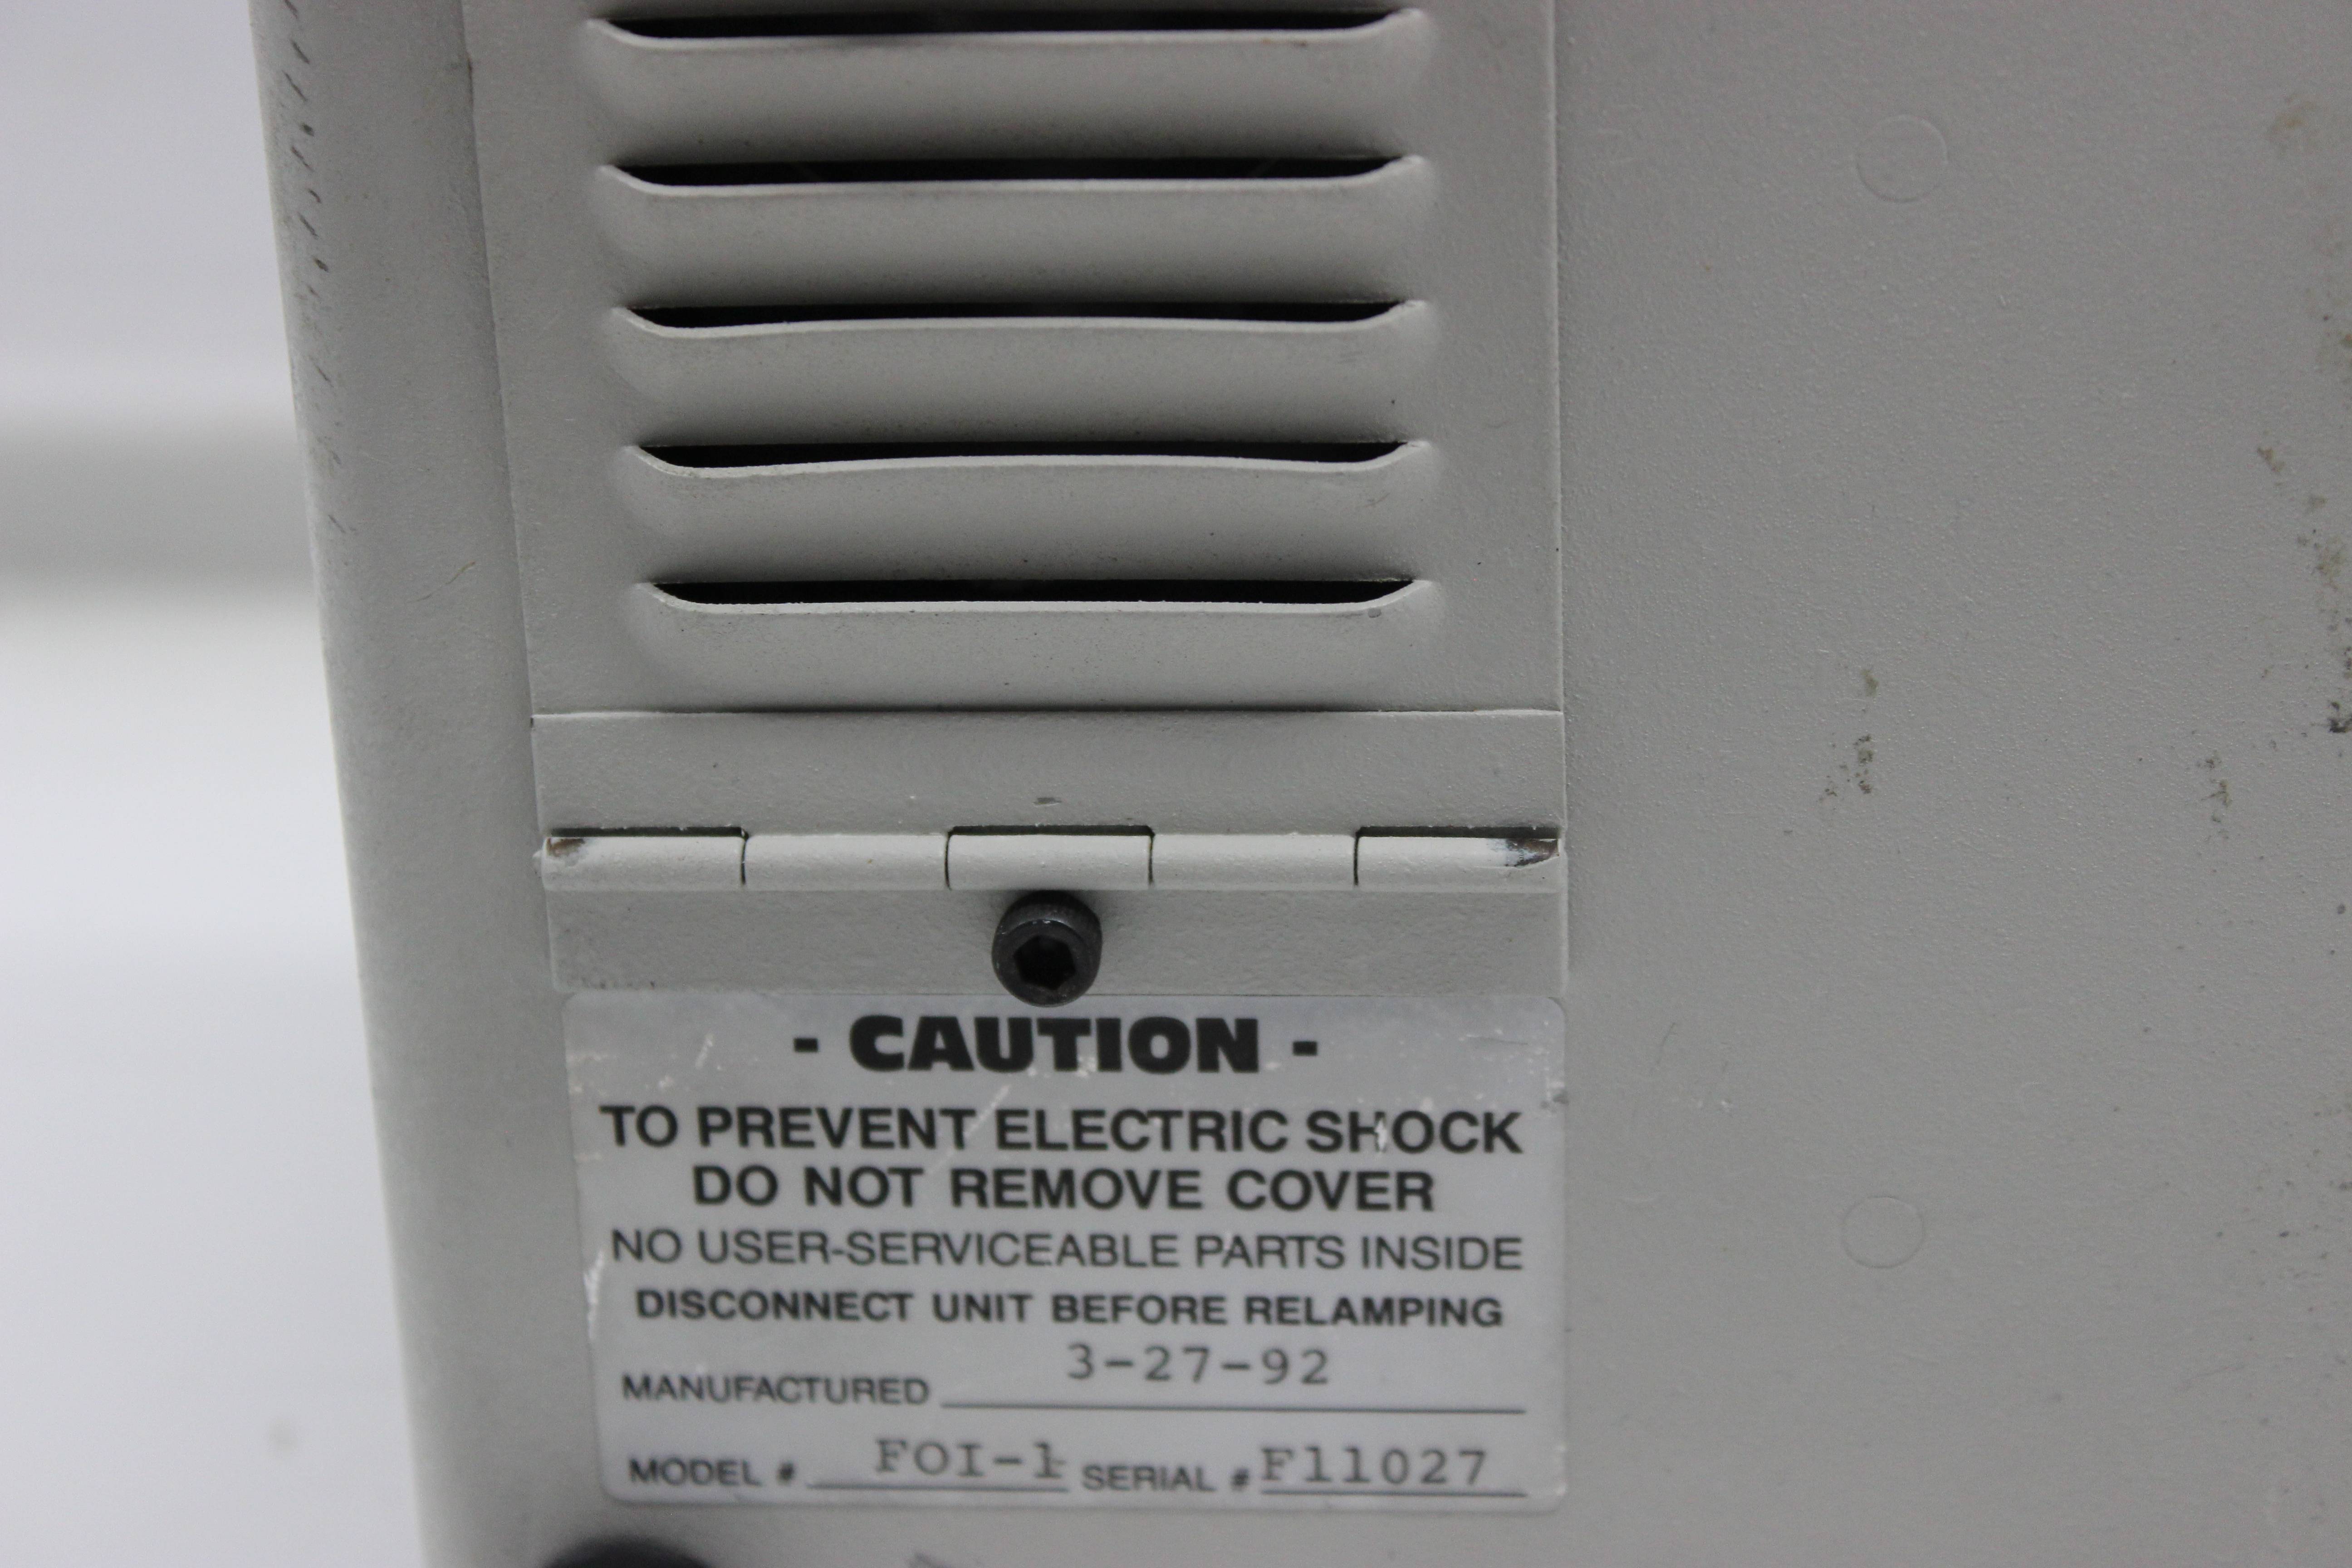 - CAUTION -
TO PREVENT ELECTRIC SHOCK
DO NOT REMOVE COVER
NO USER-SERVICEABLE PARTS INSIDE
DISCONNECT UNIT BEFORE RELAMPING
MANUFACTURED 3-27-92
MODEL # FOI-1 SERIAL # F11027